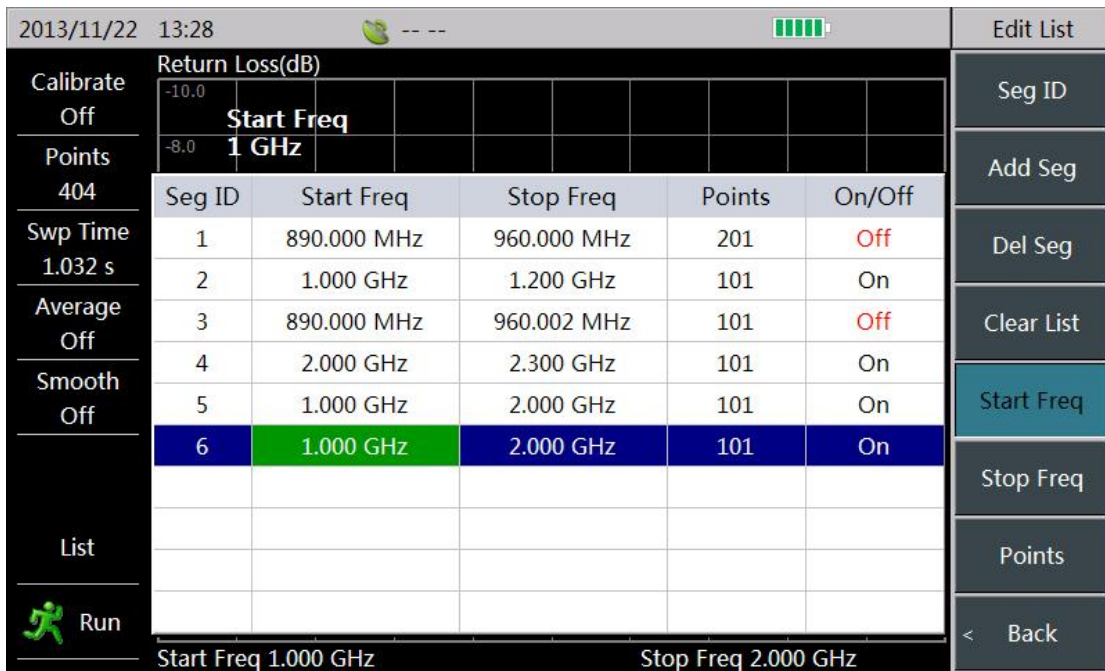 2013/11/22 13:28 -- -- Edit List
Calibrate
Off
Points
404
Swp Time
1.032 s
Average
Off
Smooth
Off
List
Run
Return Loss(dB)
-10.0
Start Freq
-8.0 1 GHz
Seg ID Start Freq Stop Freq Points On/Off
1 890.000 MHz 960.000 MHz 201 Off
2 1.000 GHz 1.200 GHz 101 On
3 890.000 MHz 960.002 MHz 101 Off
4 2.000 GHz 2.300 GHz 101 On
5 1.000 GHz 2.000 GHz 101 On
6 1.000 GHz 2.000 GHz 101 On
Start Freq 1.000 GHz Stop Freq 2.000 GHz
Seg ID
Add Seg
Del Seg
Clear List
Start Freq
Stop Freq
Points
< Back